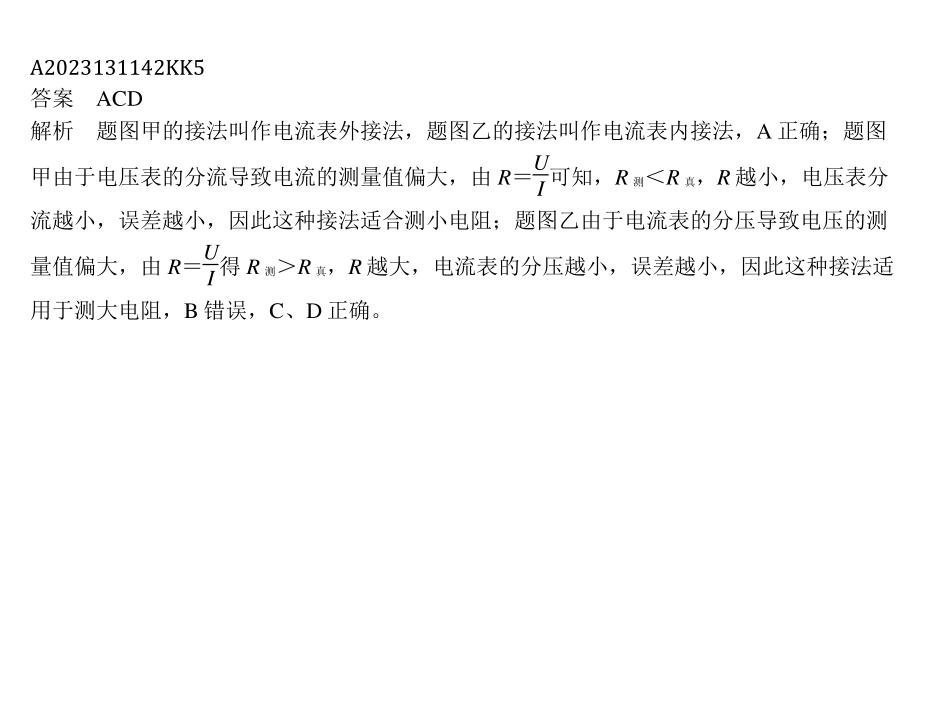 A2023131142KK5
答案　ACD
解析　题图甲的接法叫作电流表外接法，题图乙的接法叫作电流表内接法，A 正确；题图
甲由于电压表的分流导致电流的测量值偏大，由 R＝U/I可知，R 测＜R 真，R 越小，电压表分
流越小，误差越小，因此这种接法适合测小电阻；题图乙由于电流表的分压导致电压的测
量值偏大，由 R＝U/I得 R 测＞R 真，R 越大，电流表的分压越小，误差越小，因此这种接法适
用于测大电阻，B 错误，C、D 正确。